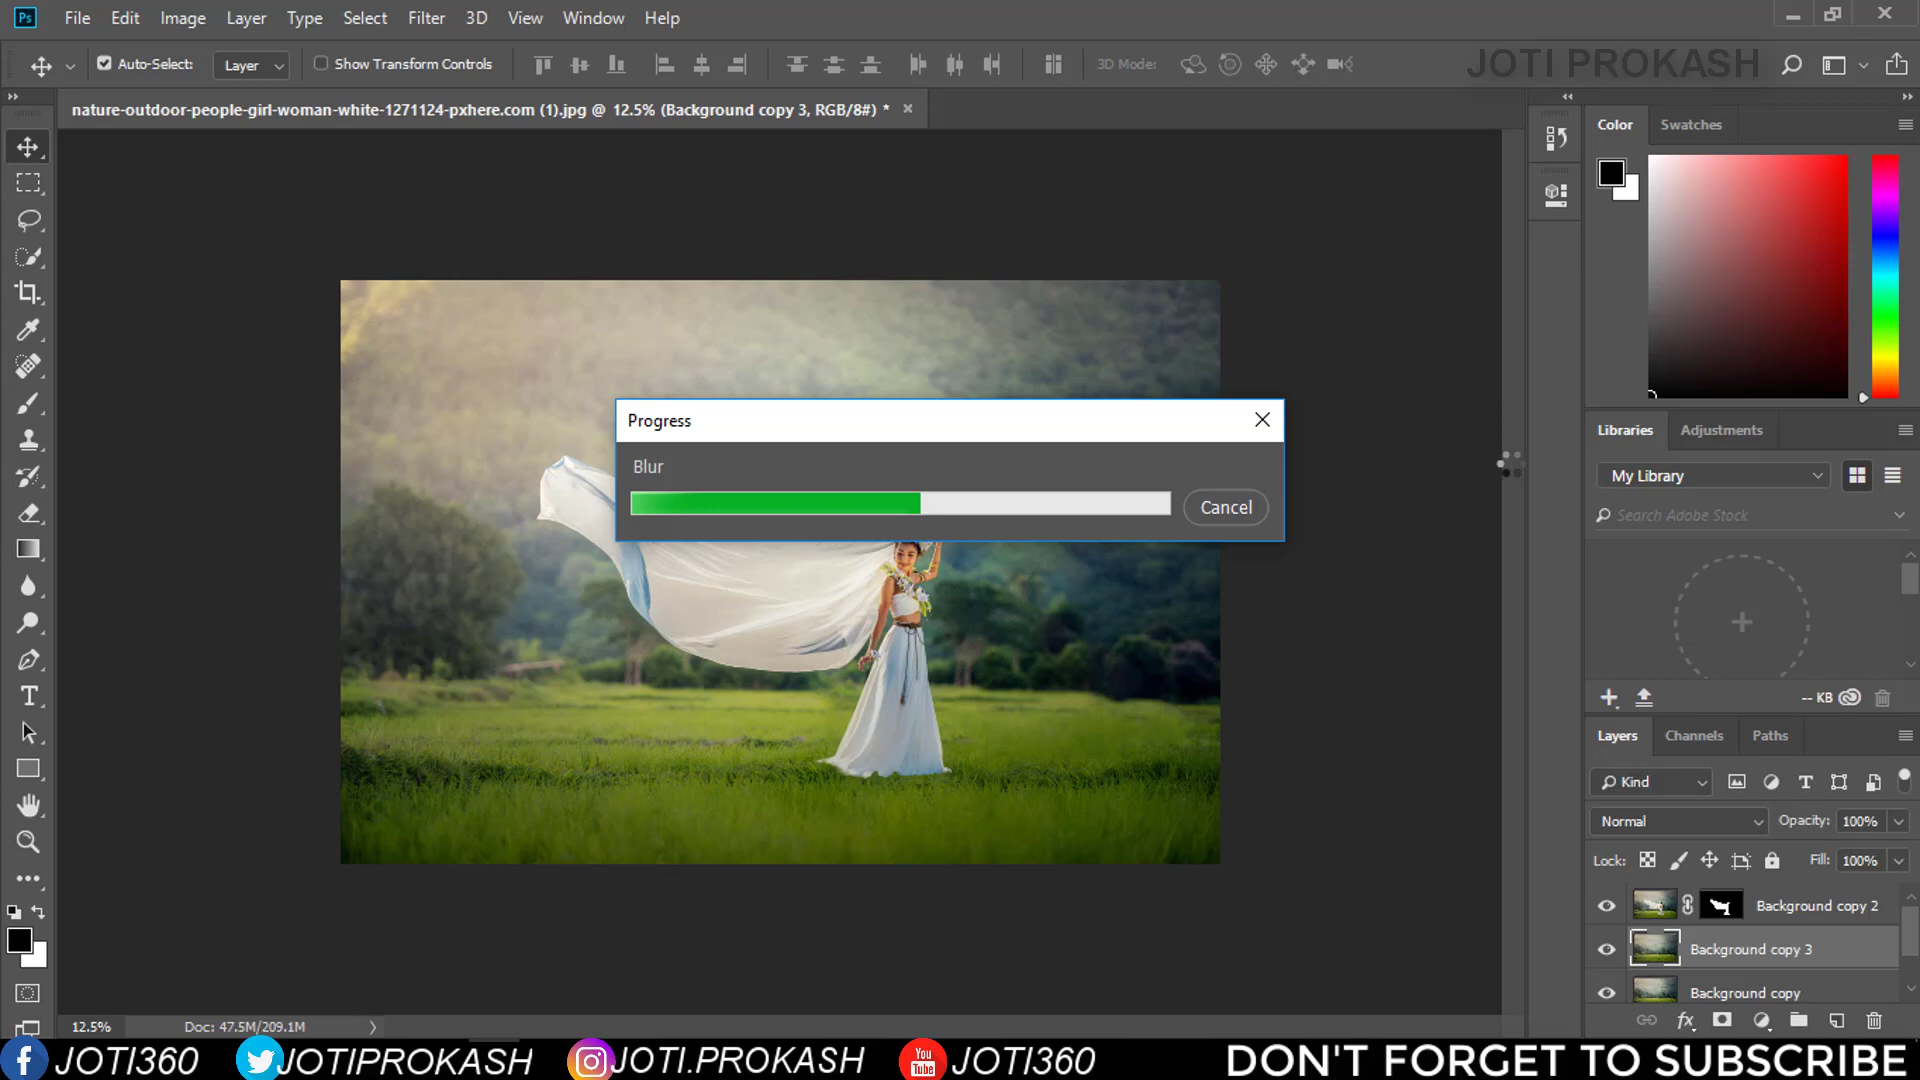 Ps File Edit Image Layer Type Select Filter 3D View Window Help
Auto-Select: Layer Show Transform Controls 3D Mode: JOTI PROKASH
nature-outdoor-people-girl-woman-white-1271124-pxhere.com (1).jpg @ 12.5% (Background copy 3, RGB/8#) *
Color Swatches
Progress
Blur
Cancel
Libraries Adjustments
My Library
Search Adobe Stock
-- KB
Layers Channels Paths
Kind
Normal Opacity: 100%
Lock: Fill: 100%
Background copy 2
Background copy 3
Background copy
fx
12.5% Doc: 47.5M/209.1M
JOTI360 JOTIPROKASH JOTI.PROKASH You Tube JOTI360 DON'T FORGET TO SUBSCRIBE